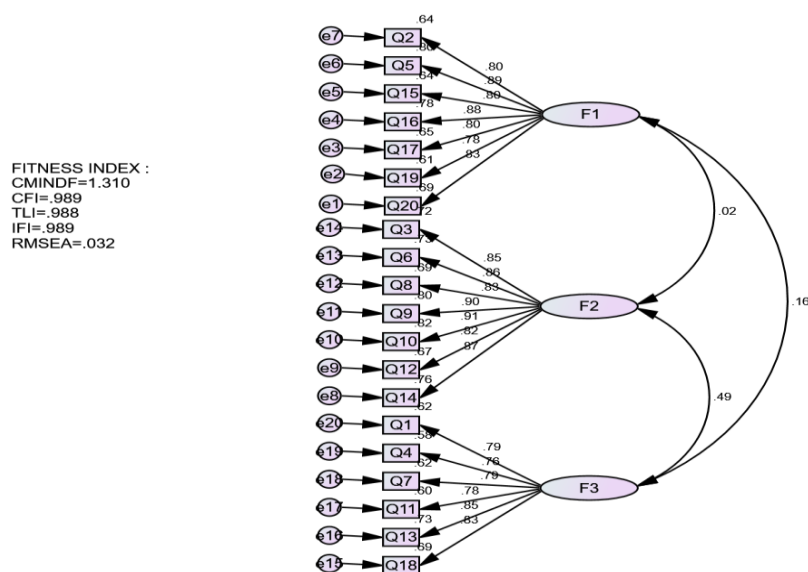 FITNESS INDEX :
CMINDF=1.310
CFI=.989
TLI=.988
IFI=.989
RMSEA=.032
.64
e7 Q2
.80
e6 Q5
.64
e5 Q15
.78
e4 Q16
.65
e3 Q17
.61
e2 Q19
.69
e1 Q20
.80
.89
.80
.88
.80
.78
.83
F1
.72
e14 Q3
.73
e13 Q6
.69
e12 Q8
.80
e11 Q9
.82
e10 Q10
.67
e9 Q12
.76
e8 Q14
.85
.86
.83
.90
.91
.82
.87
F2
.62
e20 Q1
.58
e19 Q4
.62
e18 Q7
.60
e17 Q11
.73
e16 Q13
.69
e15 Q18
.79
.76
.79
.78
.85
.83
F3
.02
.16
.49